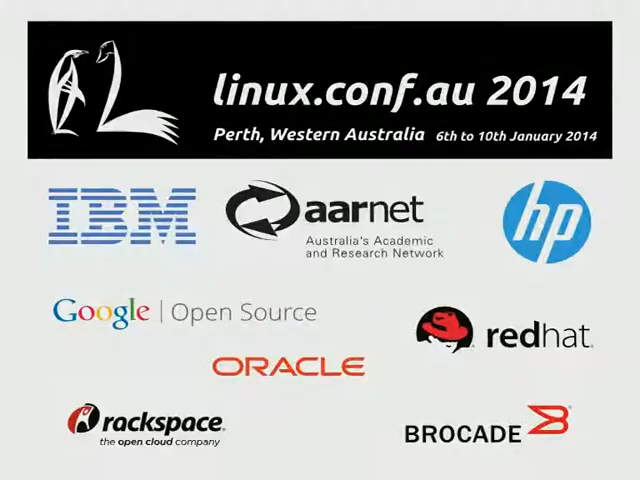 linux.conf.au 2014
Perth, Western Australia 6th to 10th January 2014
IBM
aarnet
Australia's Academic
and Research Network
hp
Google | Open Source
redhat.
ORACLE
rackspace®
the open cloud company
BROCADE